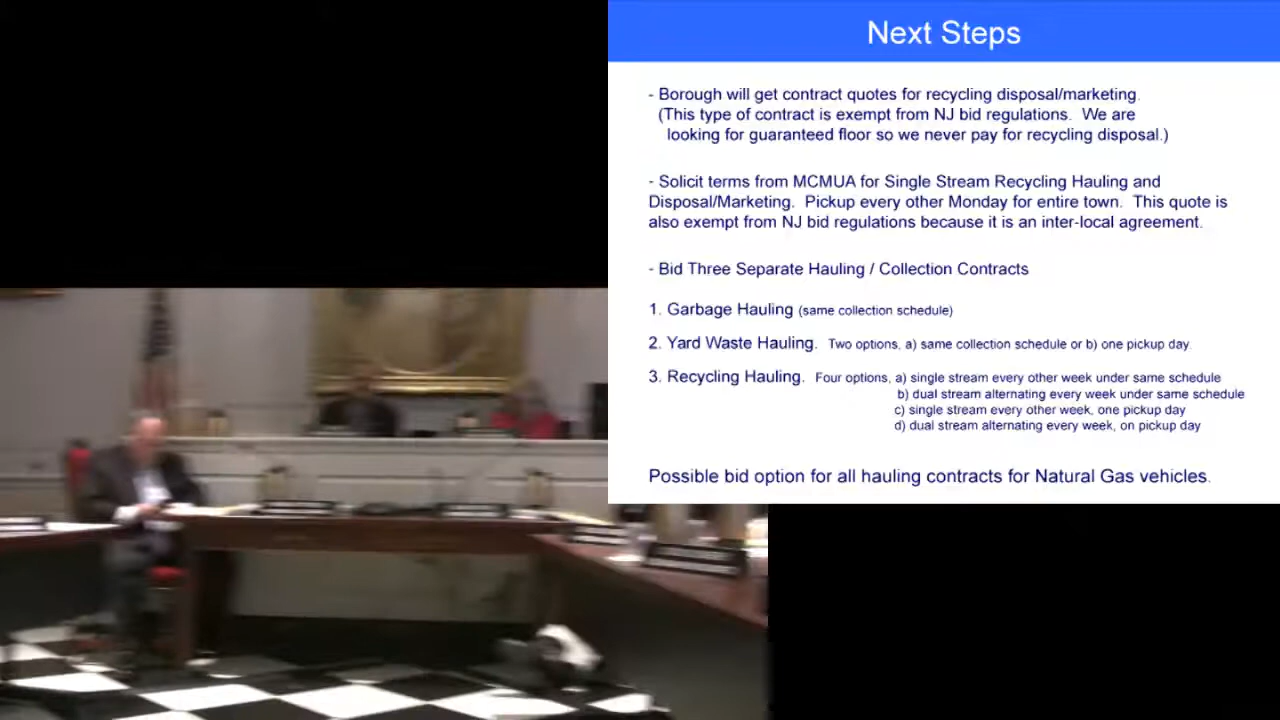 Next Steps
- Borough will get contract quotes for recycling disposal/marketing.
(This type of contract is exempt from NJ bid regulations. We are
looking for guaranteed floor so we never pay for recycling disposal.)
- Solicit terms from MCMUA for Single Stream Recycling Hauling and
Disposal/Marketing. Pickup every other Monday for entire town. This quote is
also exempt from NJ bid regulations because it is an inter-local agreement.
- Bid Three Separate Hauling / Collection Contracts
1. Garbage Hauling (same collection schedule)
2. Yard Waste Hauling. Two options, a) same collection schedule or b) one pickup day.
3. Recycling Hauling. Four options, a) single stream every other week under same schedule
b) dual stream alternating every week under same schedule
c) single stream every other week, one pickup day
d) dual stream alternating every week, on pickup day
Possible bid option for all hauling contracts for Natural Gas vehicles.